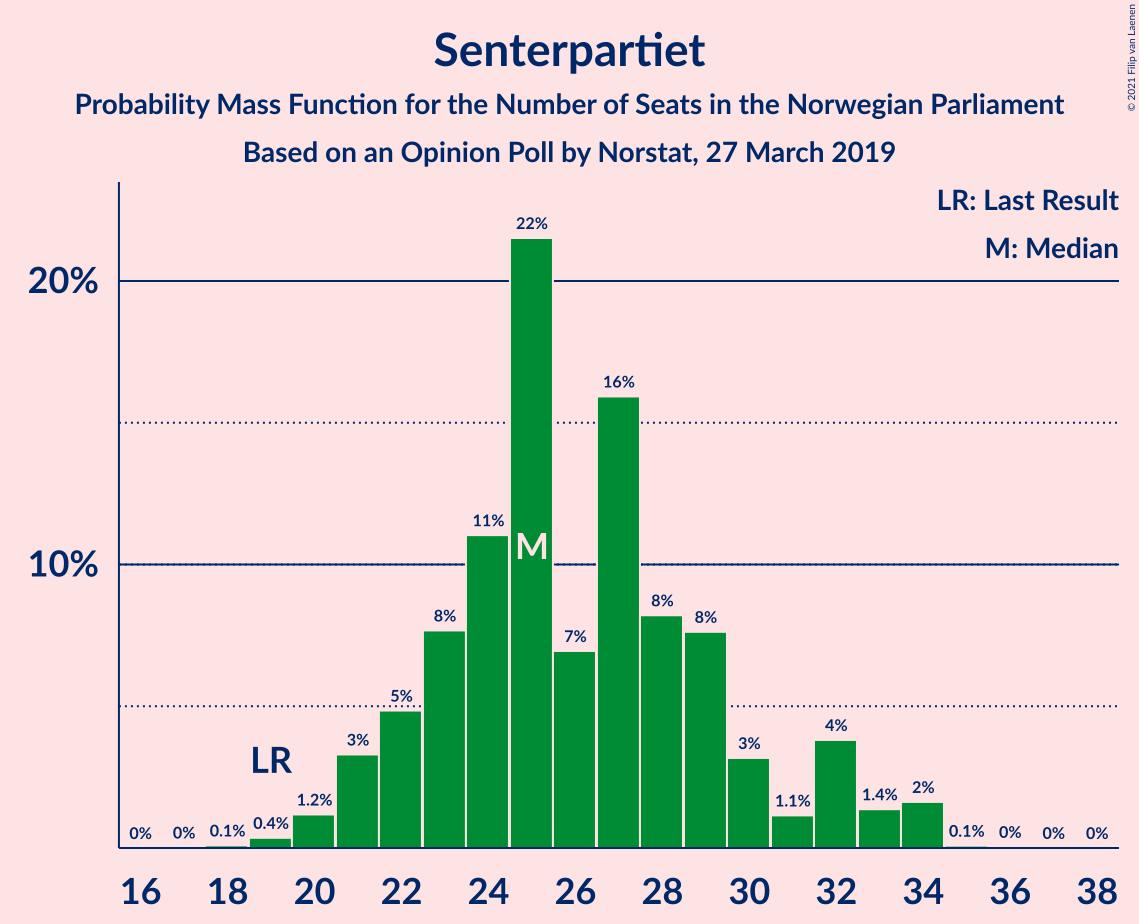 Senterpartiet
Probability Mass Function for the Number of Seats in the Norwegian Parliament
Based on an Opinion Poll by Norstat, 27 March 2019
© 2021 Filip van Laenen
LR: Last Result
M: Median
20%
10%
0%
0%
0.1%
0.4%
1.2%
3%
5%
8%
11%
22%
7%
16%
8%
8%
3%
1.1%
4%
1.4%
2%
0.1%
0%
0%
0%
LR
M
16 18 20 22 24 26 28 30 32 34 36 38